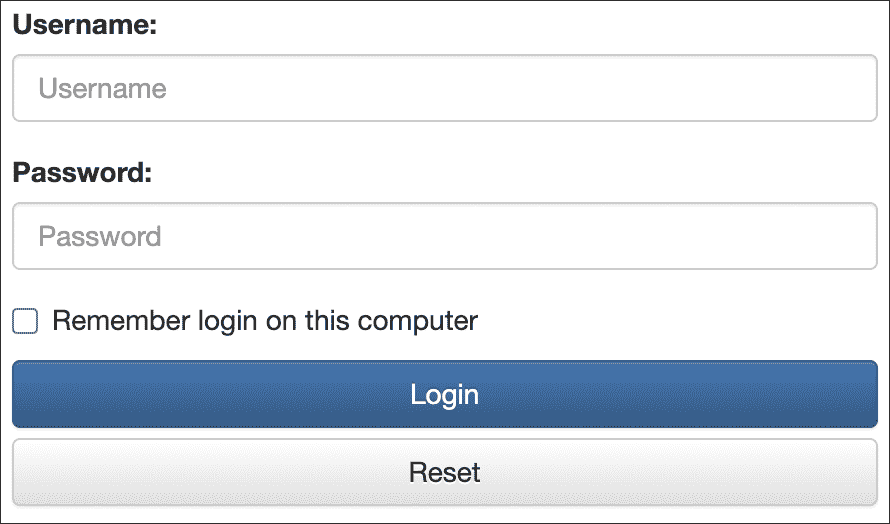 Username:
Username
Password:
Password
Remember login on this computer
Login
Reset